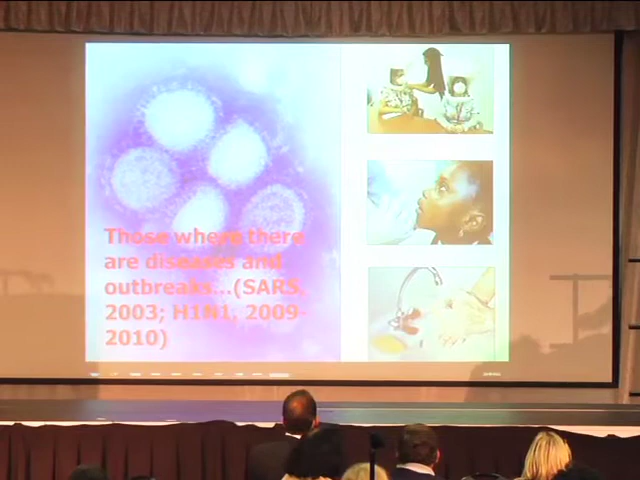 Those where there
are diseases and
outbreaks...(SARS,
2003; H1N1, 2009-
2010)